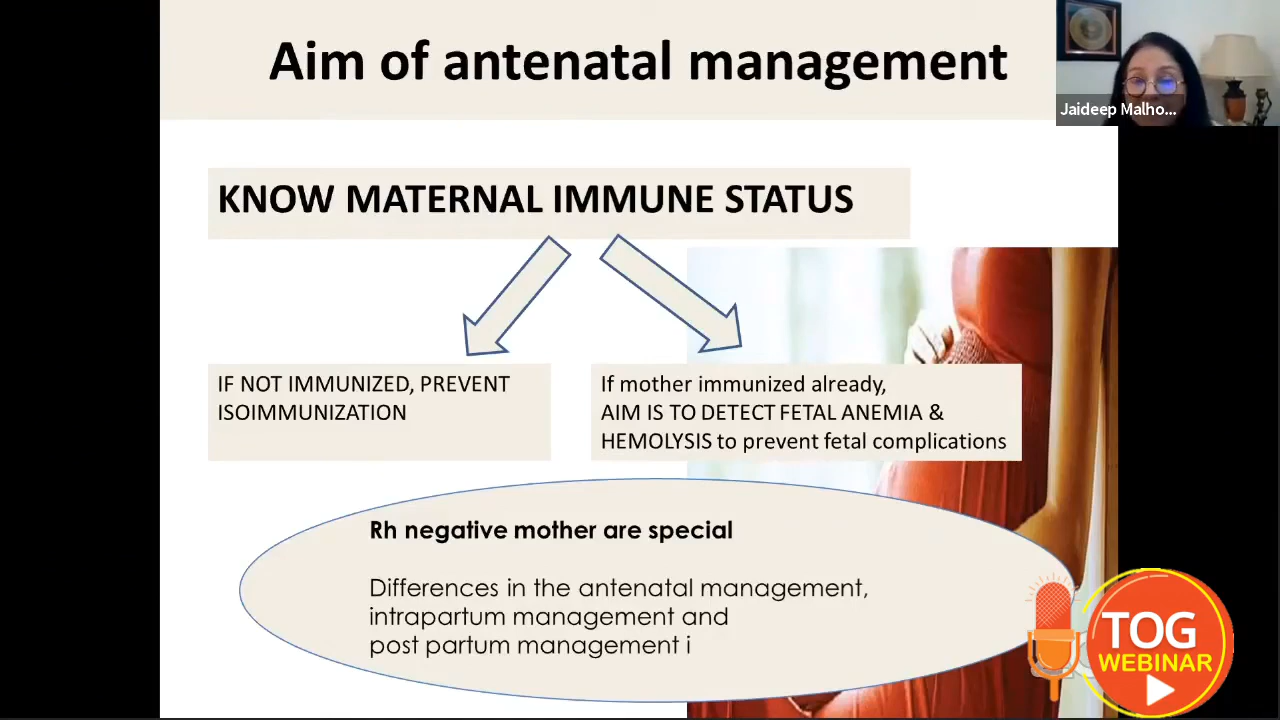 Aim of antenatal management
Jaideep Malho...
KNOW MATERNAL IMMUNE STATUS
IF NOT IMMUNIZED, PREVENT
ISOIMMUNIZATION
If mother immunized already,
AIM IS TO DETECT FETAL ANEMIA &
HEMOLYSIS to prevent fetal complications
Rh negative mother are special
Differences in the antenatal management,
intrapartum management and
post partum management i
TOG
WEBINAR